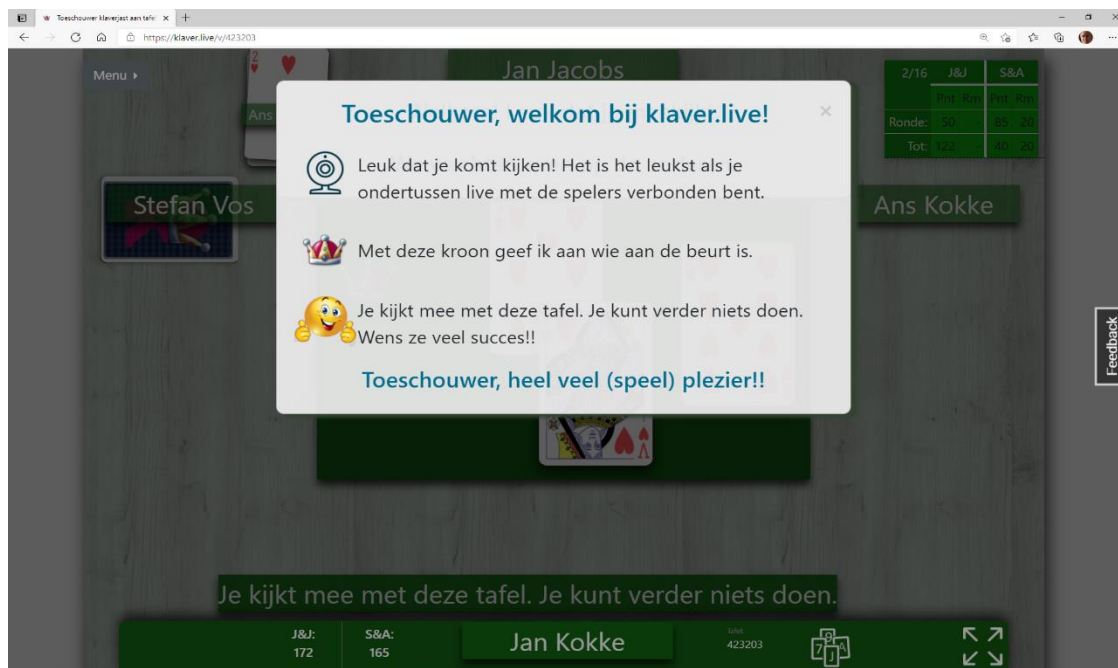 Toeschouwer klaverjast aan tafel
https://klaver.live/v/423203
Menu
2
Jan Jacobs
2/16 J&J S&A
Pnt Rm Pnt Rm
Ronde: 50 - 85 20
Tot: 122 - 40 20
Ans
Toeschouwer, welkom bij klaver.live!
×
Leuk dat je komt kijken! Het is het leukst als je
ondertussen live met de spelers verbonden bent.
Stefan Vos
Ans Kokke
Met deze kroon geef ik aan wie aan de beurt is.
Je kijkt mee met deze tafel. Je kunt verder niets doen.
Wens ze veel succes!!
Toeschouwer, heel veel (speel) plezier!!
Feedback
Je kijkt mee met deze tafel. Je kunt verder niets doen.
J&J: S&A:
172 165
Jan Kokke
423203